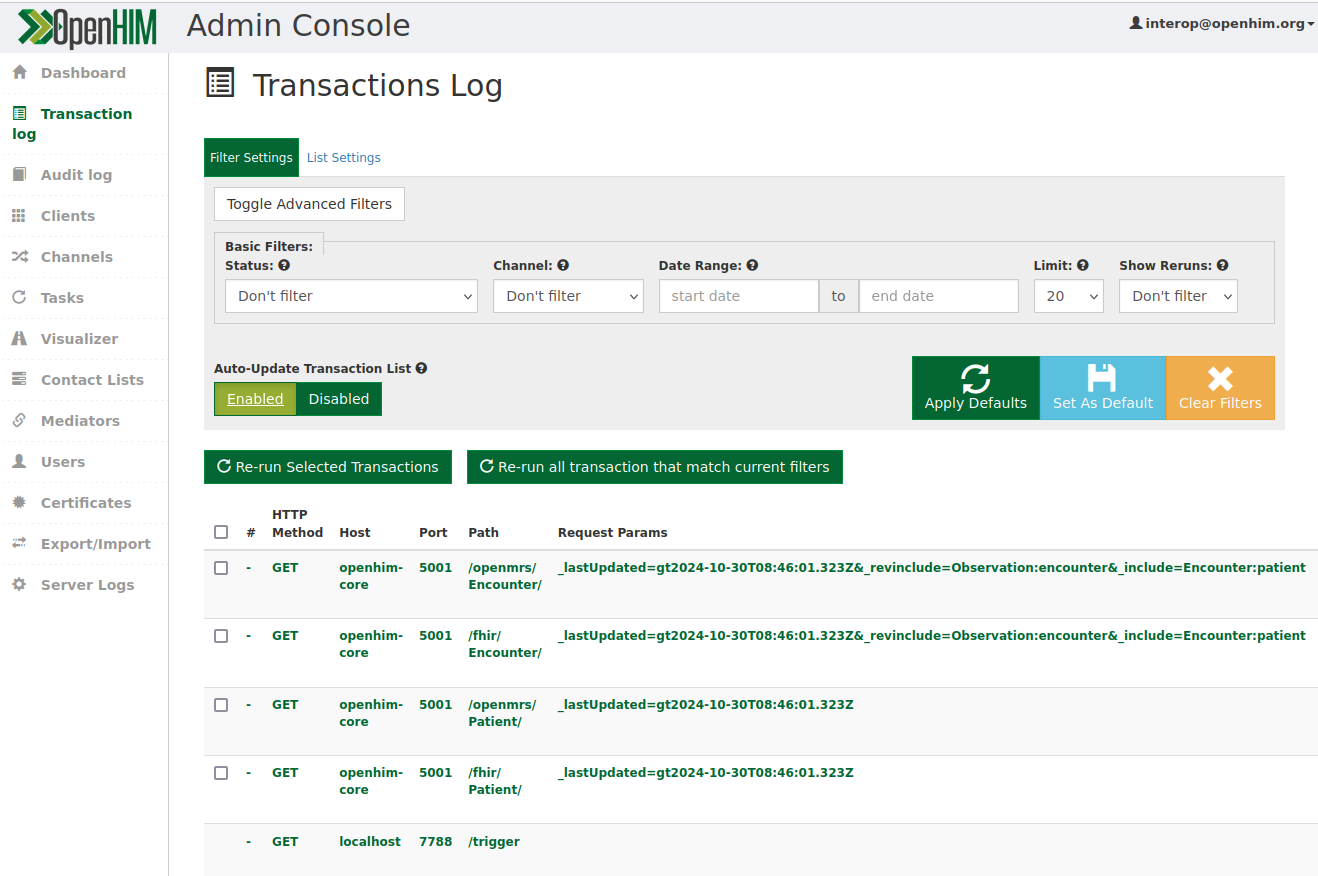 OpenHIM
Admin Console
interop@openhim.org
Dashboard
Transaction
log
Audit log
Clients
Channels
Tasks
Visualizer
Contact Lists
Mediators
Users
Certificates
Export/Import
Server Logs
Transactions Log
Filter Settings List Settings
Toggle Advanced Filters
Basic Filters:
Status: Channel: Date Range: Limit: Show Reruns:
Don't filter Don't filter start date to end date 20 Don't filter
Auto-Update Transaction List
Enabled Disabled
Apply Defaults Set As Default Clear Filters
Re-run Selected Transactions Re-run all transaction that match current filters
HTTP
# Method Host Port Path Request Params
- GET openhim- 5001 /openmrs/ _lastUpdated=gt2024-10-30T08:46:01.323Z&_revinclude=Observation:encounter&_include=Encounter:patient
core Encounter/
- GET openhim- 5001 /fhir/ _lastUpdated=gt2024-10-30T08:46:01.323Z&_revinclude=Observation:encounter&_include=Encounter:patient
core Encounter/
- GET openhim- 5001 /openmrs/ _lastUpdated=gt2024-10-30T08:46:01.323Z
core Patient/
- GET openhim- 5001 /fhir/ _lastUpdated=gt2024-10-30T08:46:01.323Z
core Patient/
- GET localhost 7788 /trigger